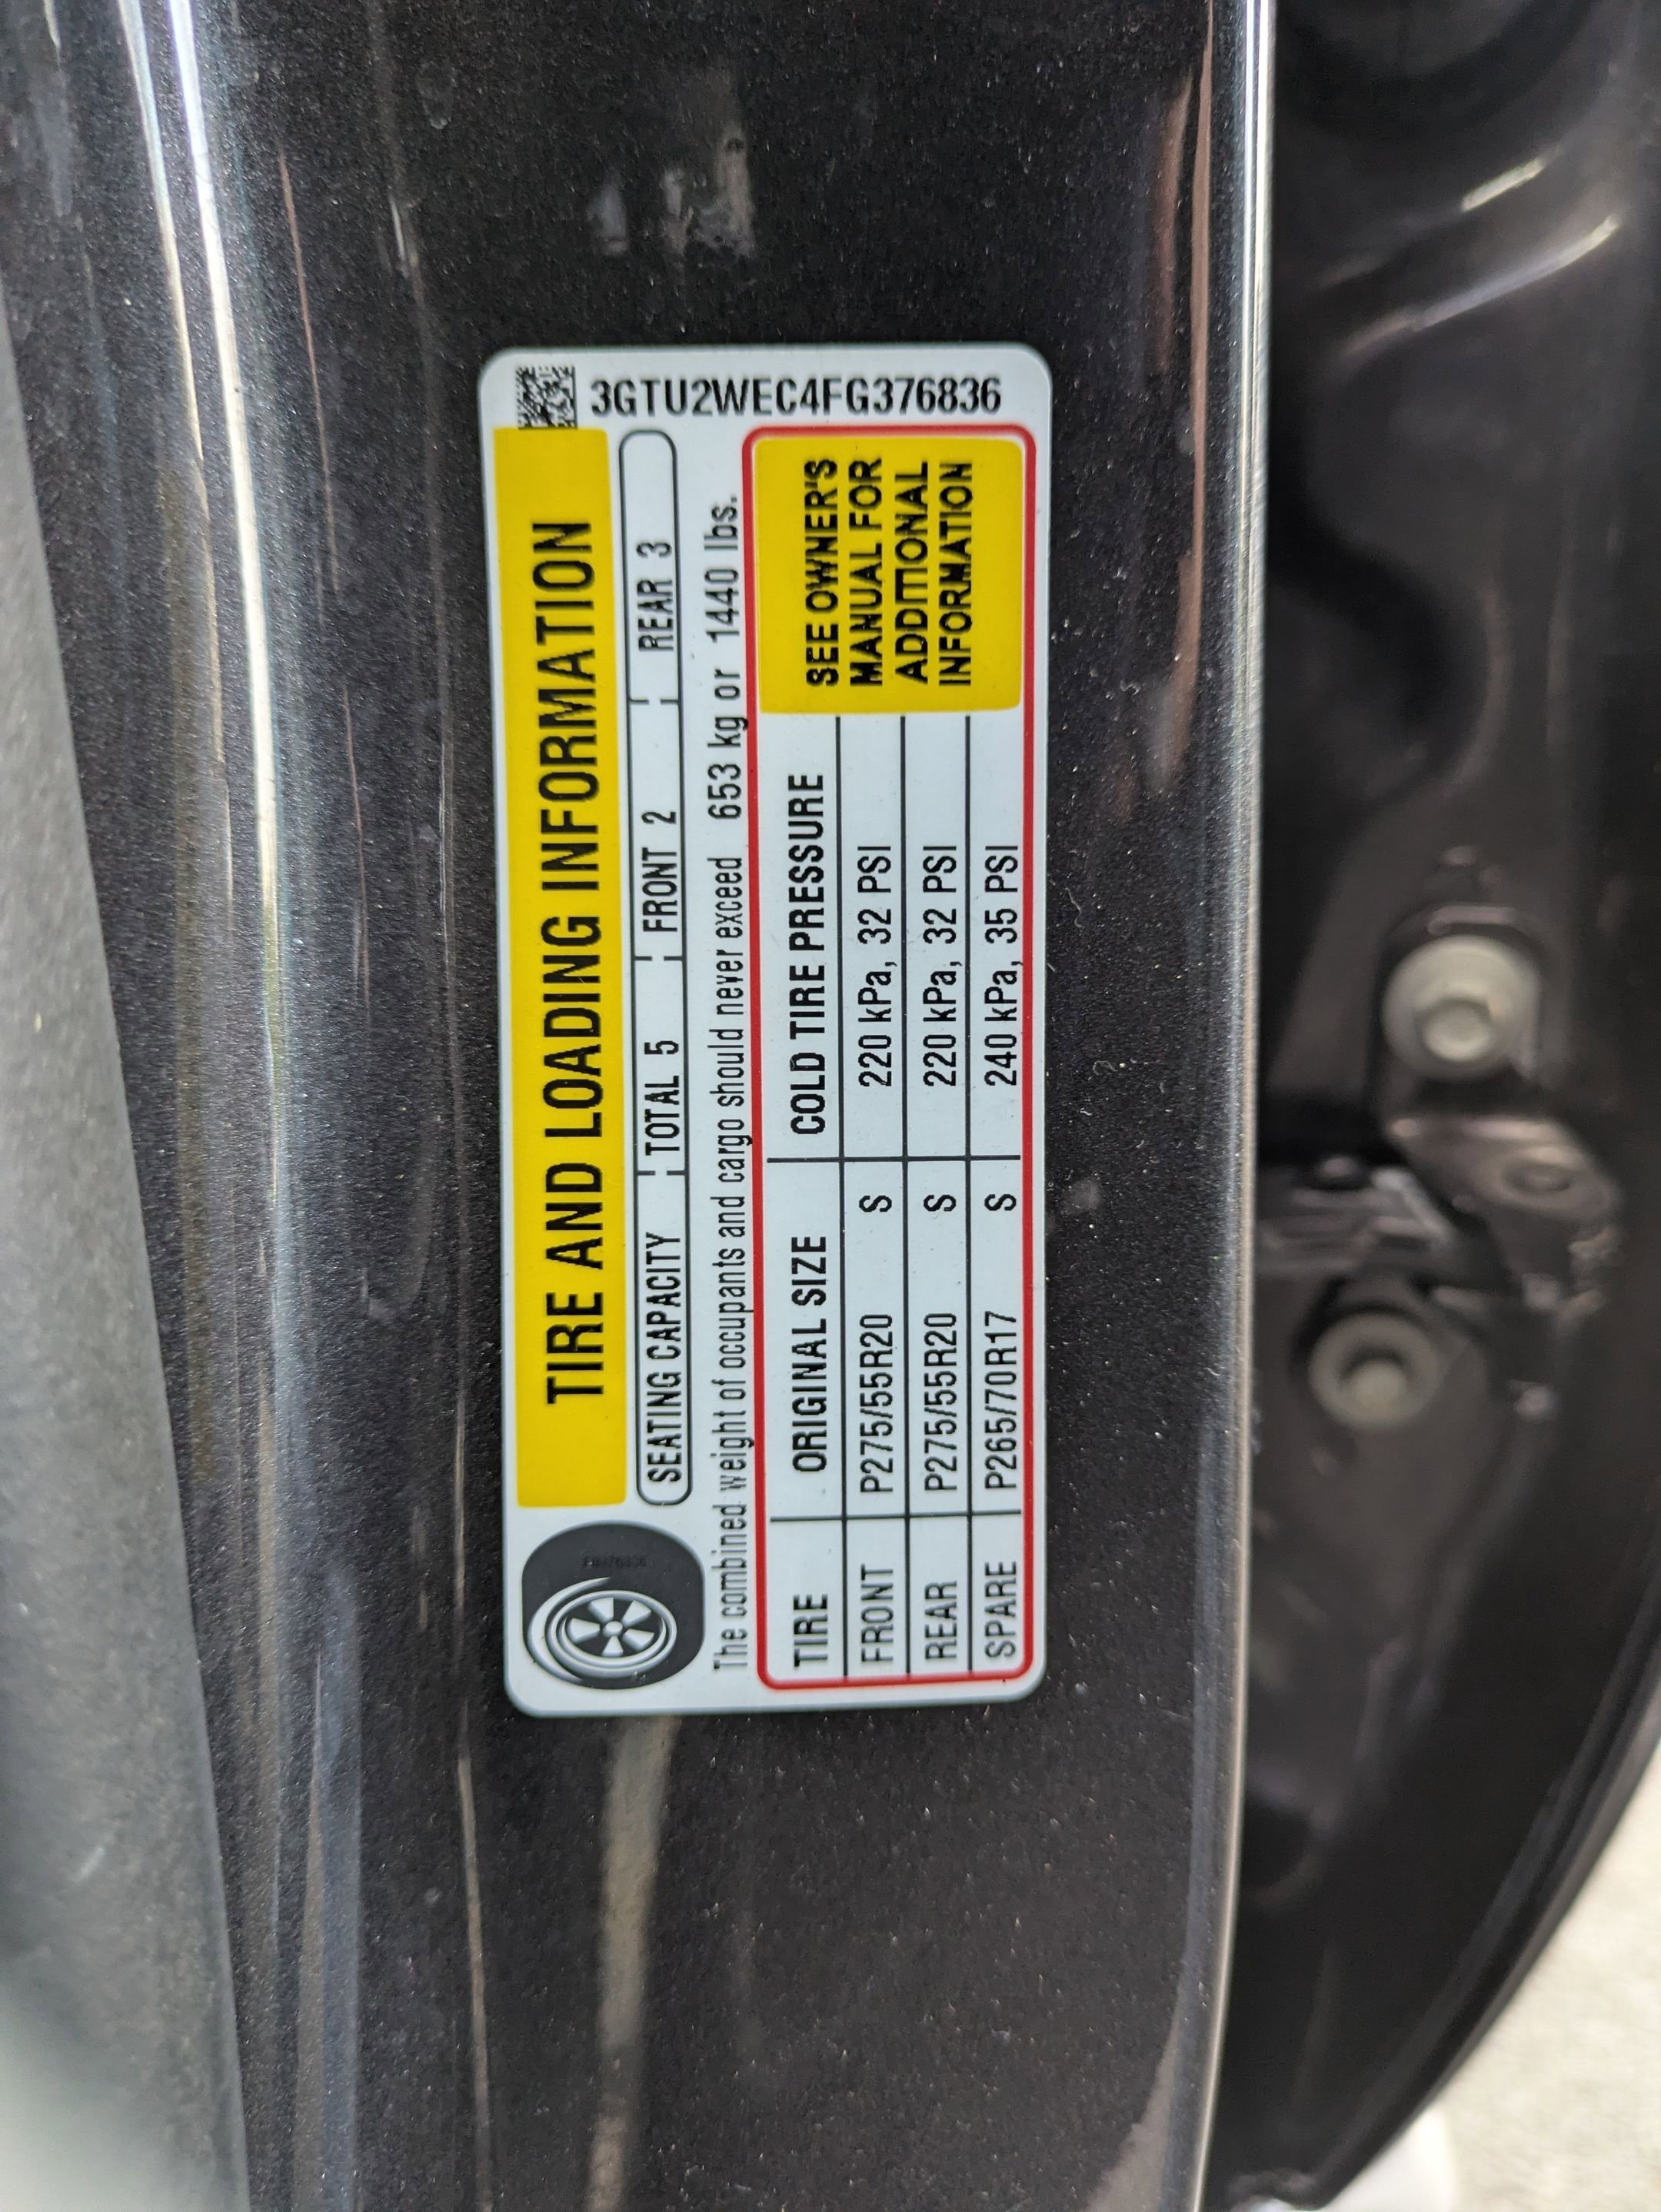 3GTU2WEC4FG376836
TIRE AND LOADING INFORMATION
SEATING CAPACITY TOTAL 5 FRONT 2 REAR 3
The combined weight of occupants and cargo should never exceed 653 kg or 1440 lbs.
TIRE ORIGINAL SIZE COLD TIRE PRESSURE
FRONT P275/55R20 S 220 kPa, 32 PSI
REAR P275/55R20 S 220 kPa, 32 PSI
SPARE P265/70R17 S 240 kPa, 35 PSI
SEE OWNER'S
MANUAL FOR
ADDITIONAL
INFORMATION